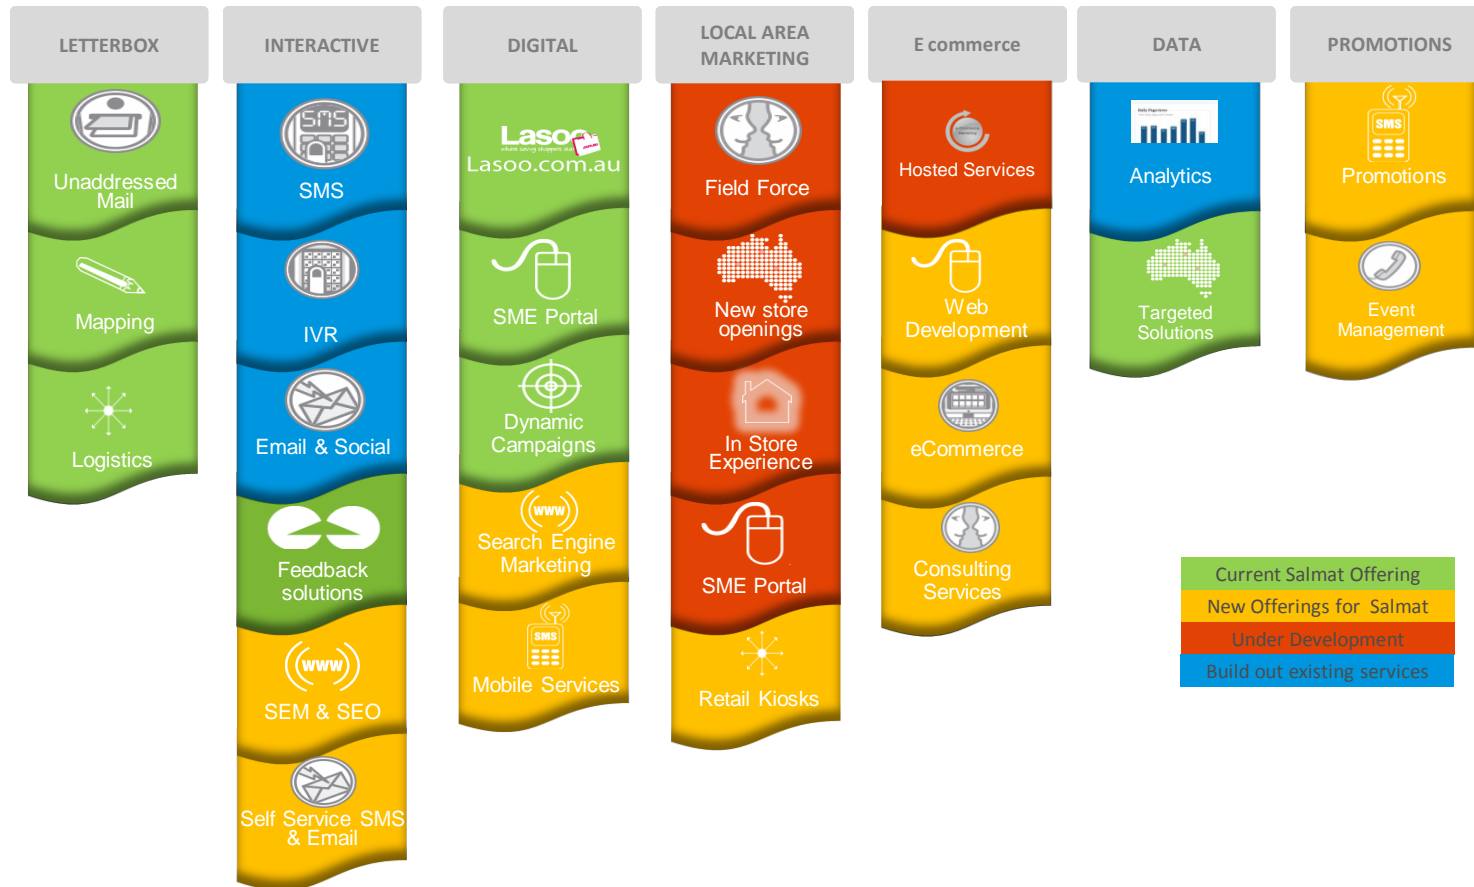 LETTERBOX
Unaddressed
Mail
Mapping
Logistics
INTERACTIVE
SMS
SMS
IVR
Email & Social
Feedback
solutions
www
SEM & SEO
Self Service SMS
& Email
DIGITAL
Lasoo
Lasoo.com.au
SME Portal
Dynamic
Campaigns
www
Search Engine
Marketing
SMS
Mobile Services
LOCAL AREA
MARKETING
Field Force
New store
openings
In Store
Experience
SME Portal
Retail Kiosks
E commerce
Hosted Services
Web
Development
eCommerce
Consulting
Services
DATA
Analytics
Targeted
Solutions
PROMOTIONS
SMS
Promotions
Event
Management
Current Salmat Offering
New Offerings for Salmat
Under Development
Build out existing services